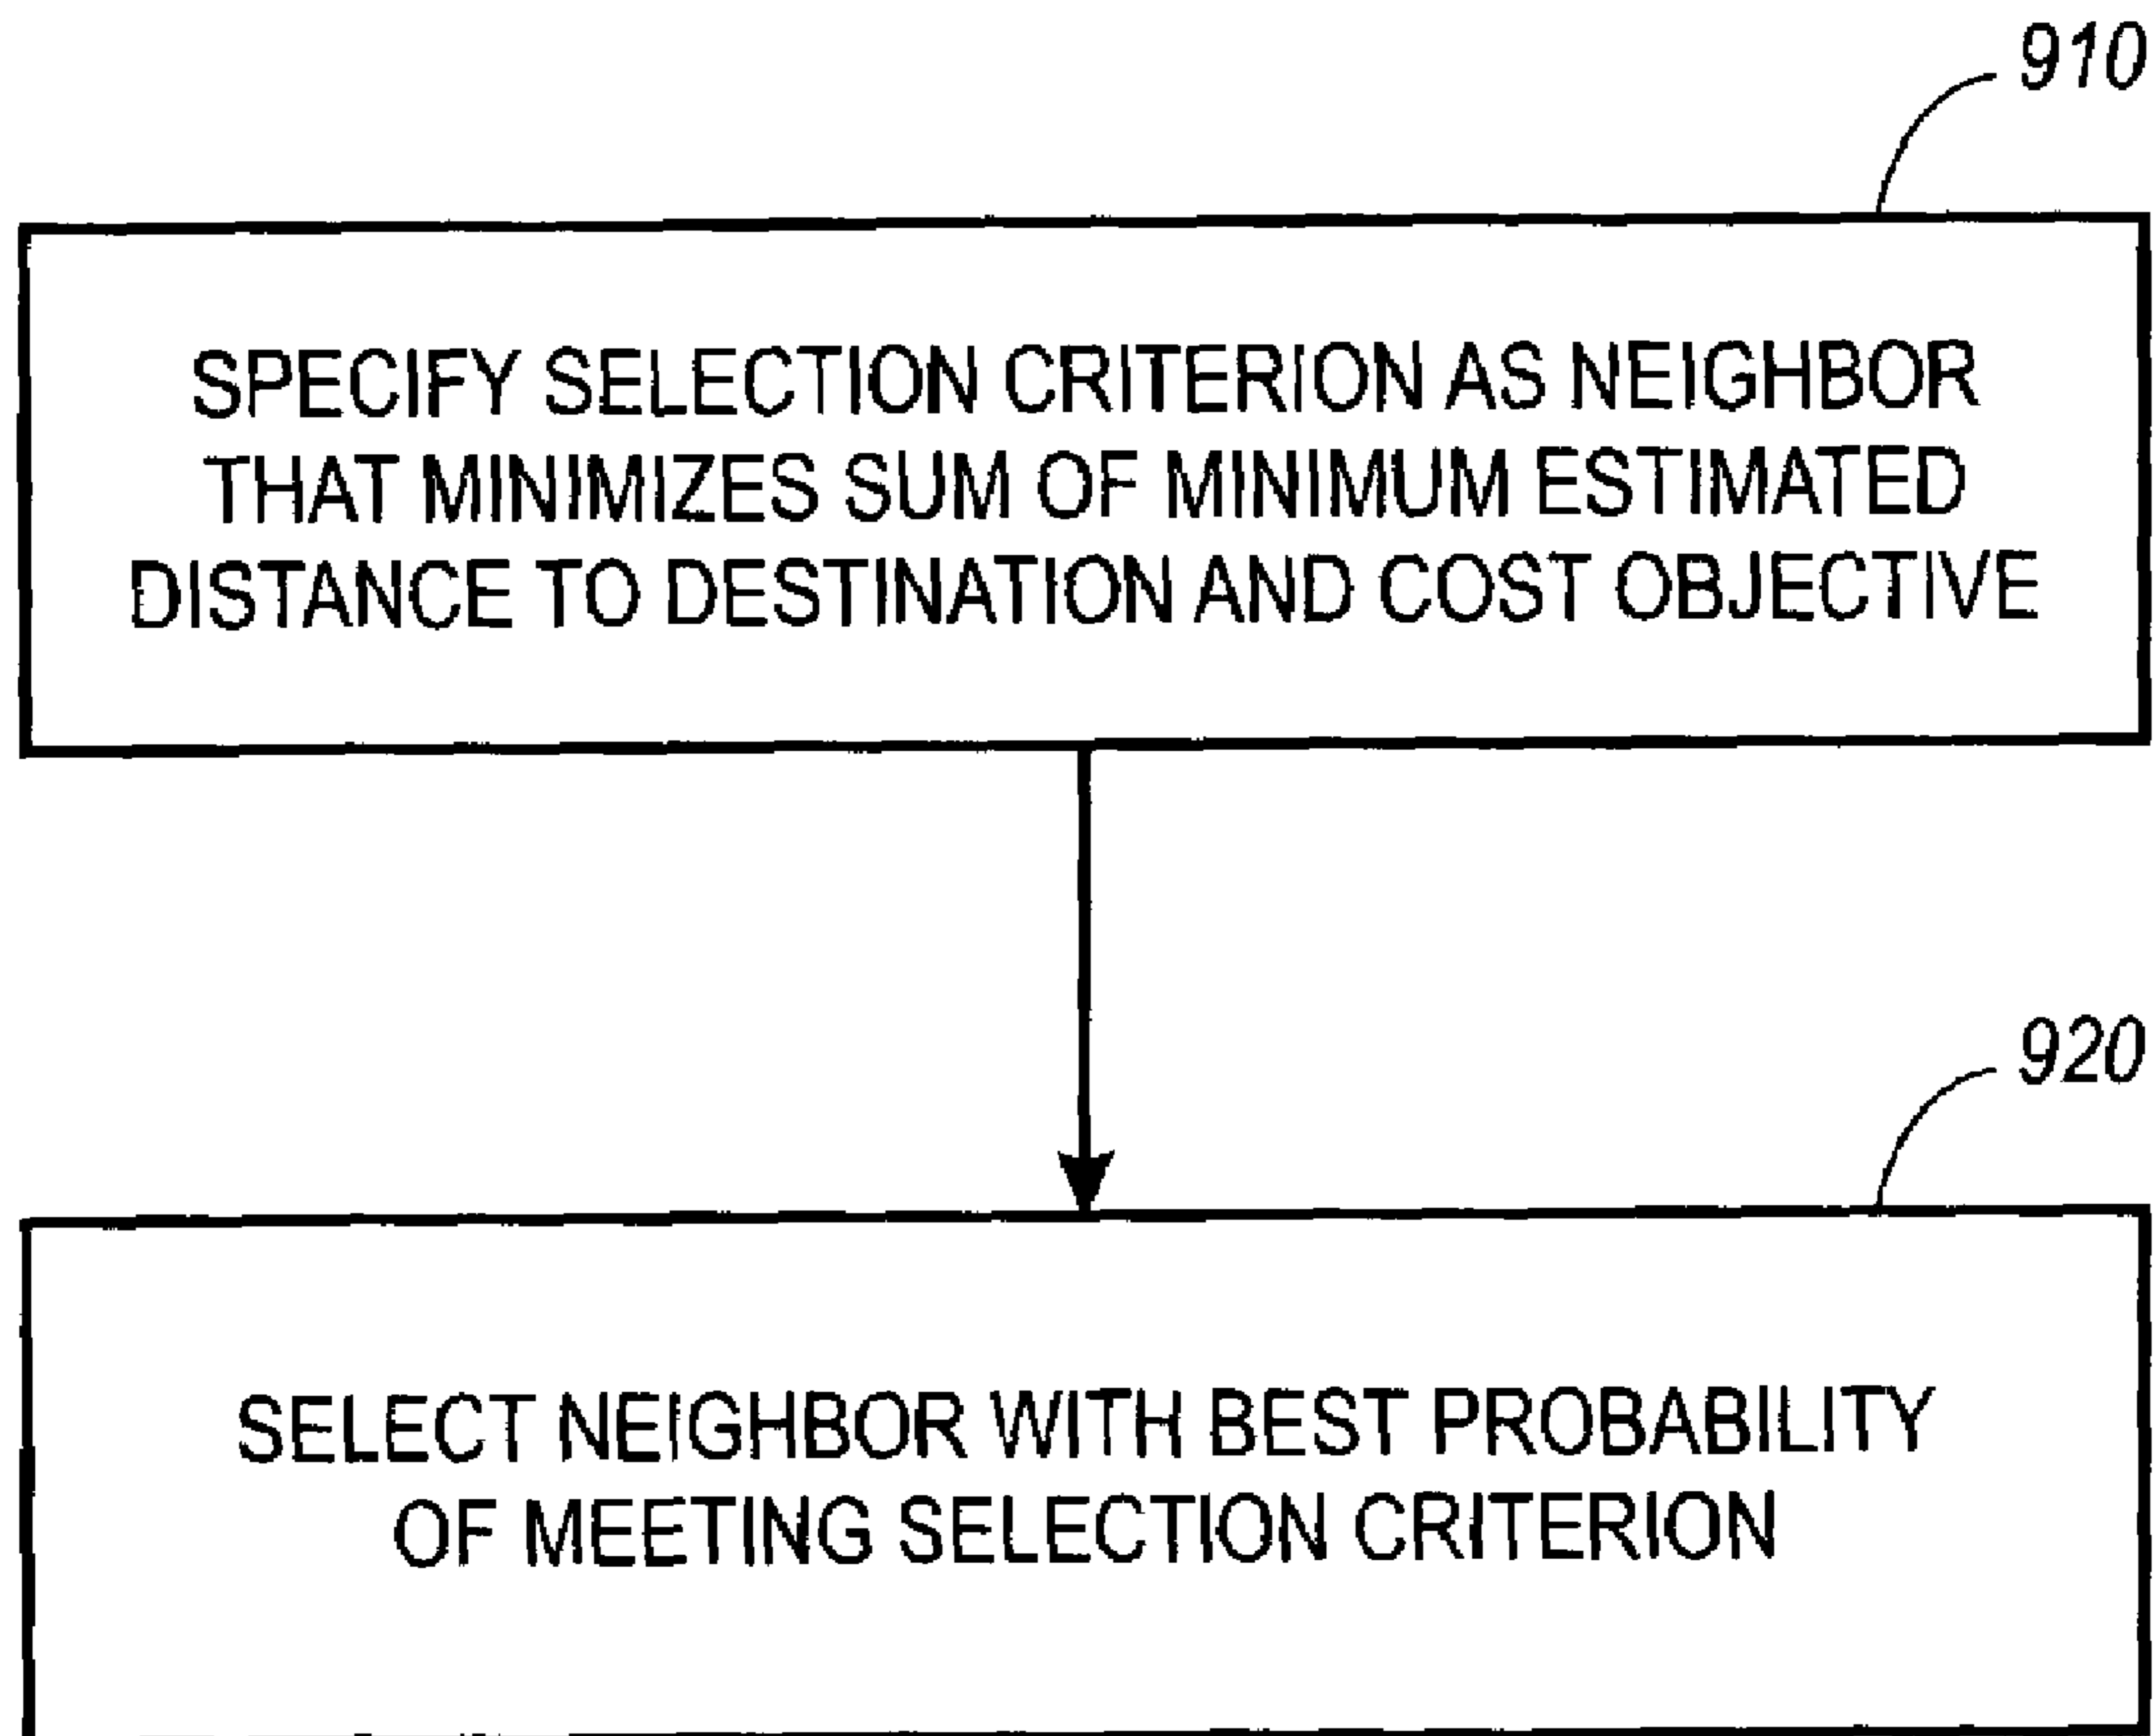 910
SPECIFY SELECTION CRITERION AS NEIGHBOR
THAT MINIMIZES SUM OF MINIMUM ESTIMATED
DISTANCE TO DESTINATION AND COST OBJECTIVE
920
SELECT NEIGHBOR WITH BEST PROBABILITY
OF MEETING SELECTION CRITERION